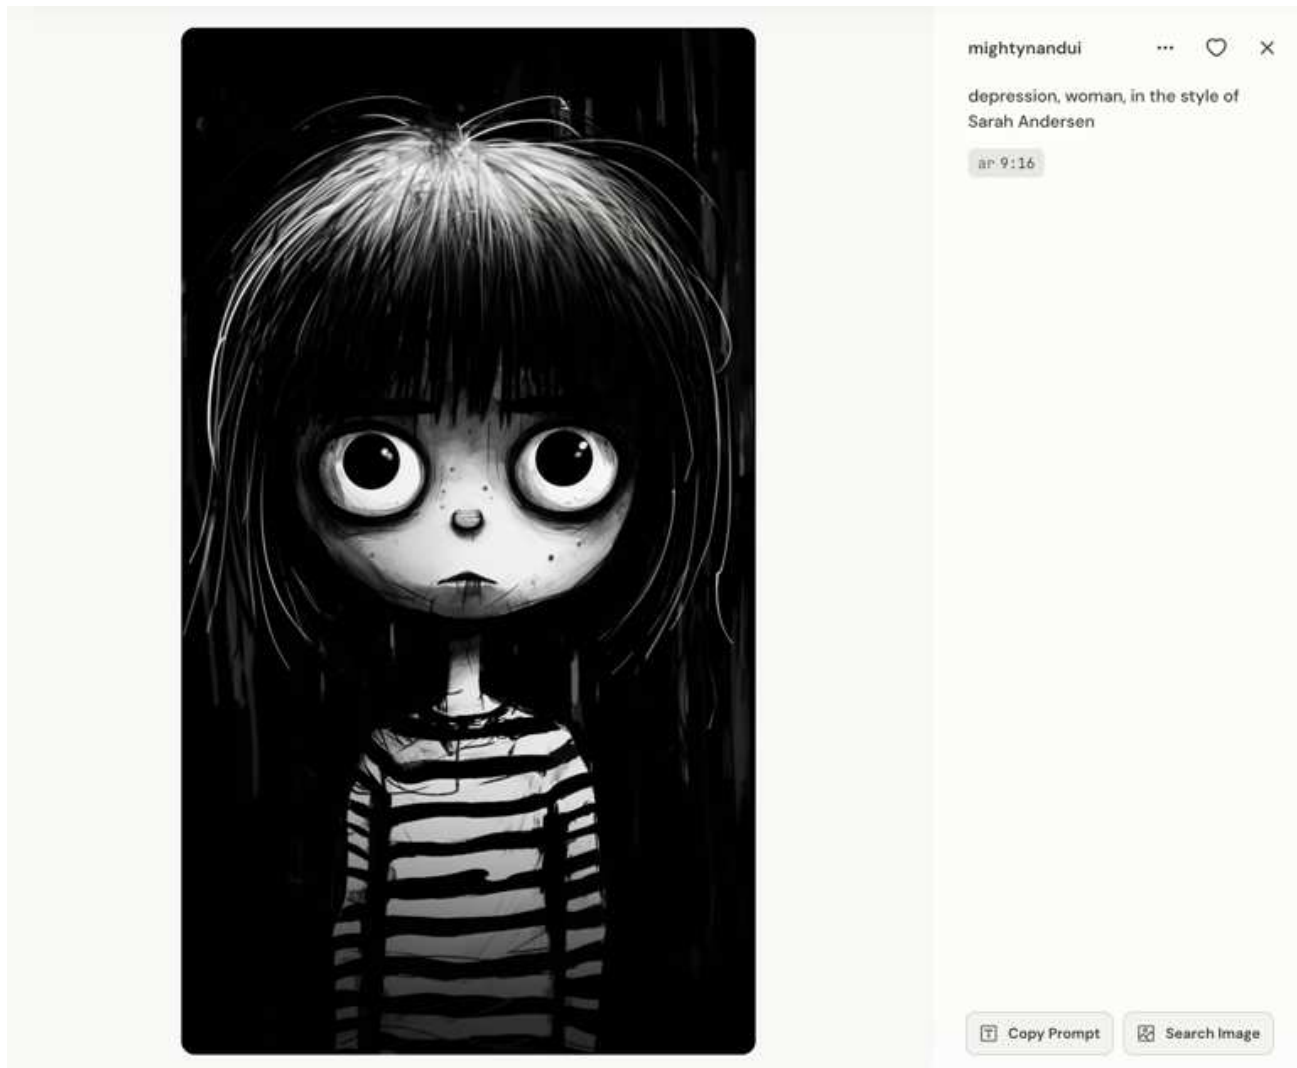 mightynandui
depression, woman, in the style of
Sarah Andersen
ar 9:16
Copy Prompt
Search Image